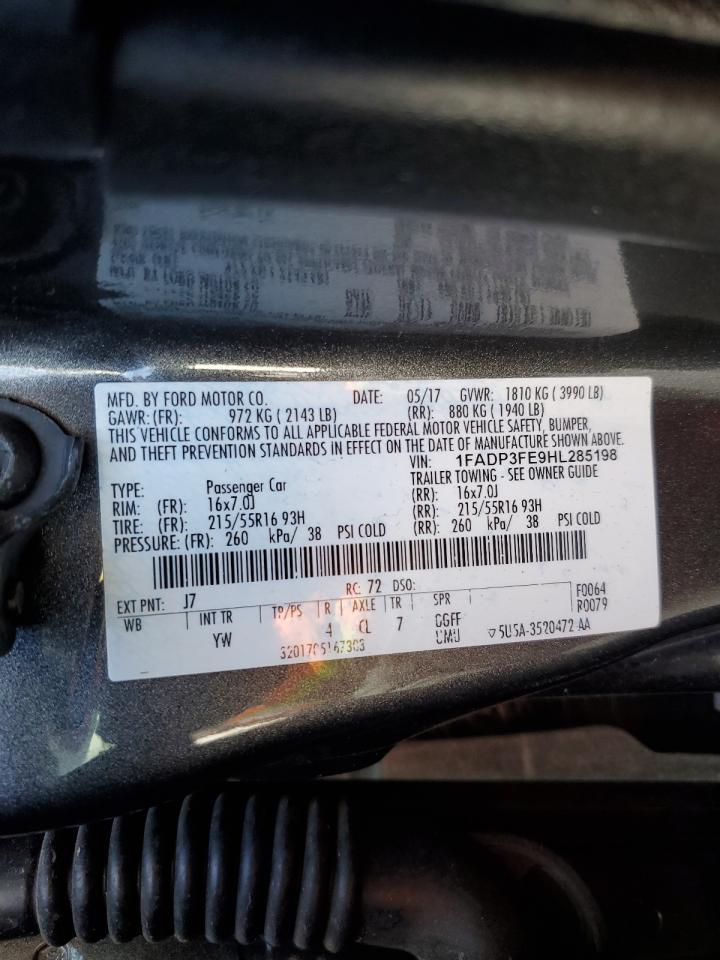 MFD. BY FORD MOTOR CO. DATE: 05/17 GVWR: 1810 KG ( 3990 LB)
GAWR: (FR): 972 KG ( 2143 LB) (RR): 880 KG ( 1940 LB)
THIS VEHICLE CONFORMS TO ALL APPLICABLE FEDERAL MOTOR VEHICLE SAFETY, BUMPER,
AND THEFT PREVENTION STANDARDS IN EFFECT ON THE DATE OF MANUFACTURE SHOWN ABOVE.
VIN: 1FADP3FE9HL285198
TYPE: Passenger Car TRAILER TOWING - SEE OWNER GUIDE
RIM: (FR): 16x7.0J (RR): 16x7.0J
TIRE: (FR): 215/55R16 93H (RR): 215/55R16 93H
PRESSURE: (FR): 260 kPa/ 38 PSI COLD (RR): 260 kPa/ 38 PSI COLD
EXT PNT: J7 RC: 72 DSO: F0064
WB INT TR TP/PS R AXLE TR SPR R0079
YW 4 CL 7 GGFF
UMU ▽5U5A-3520472 AA